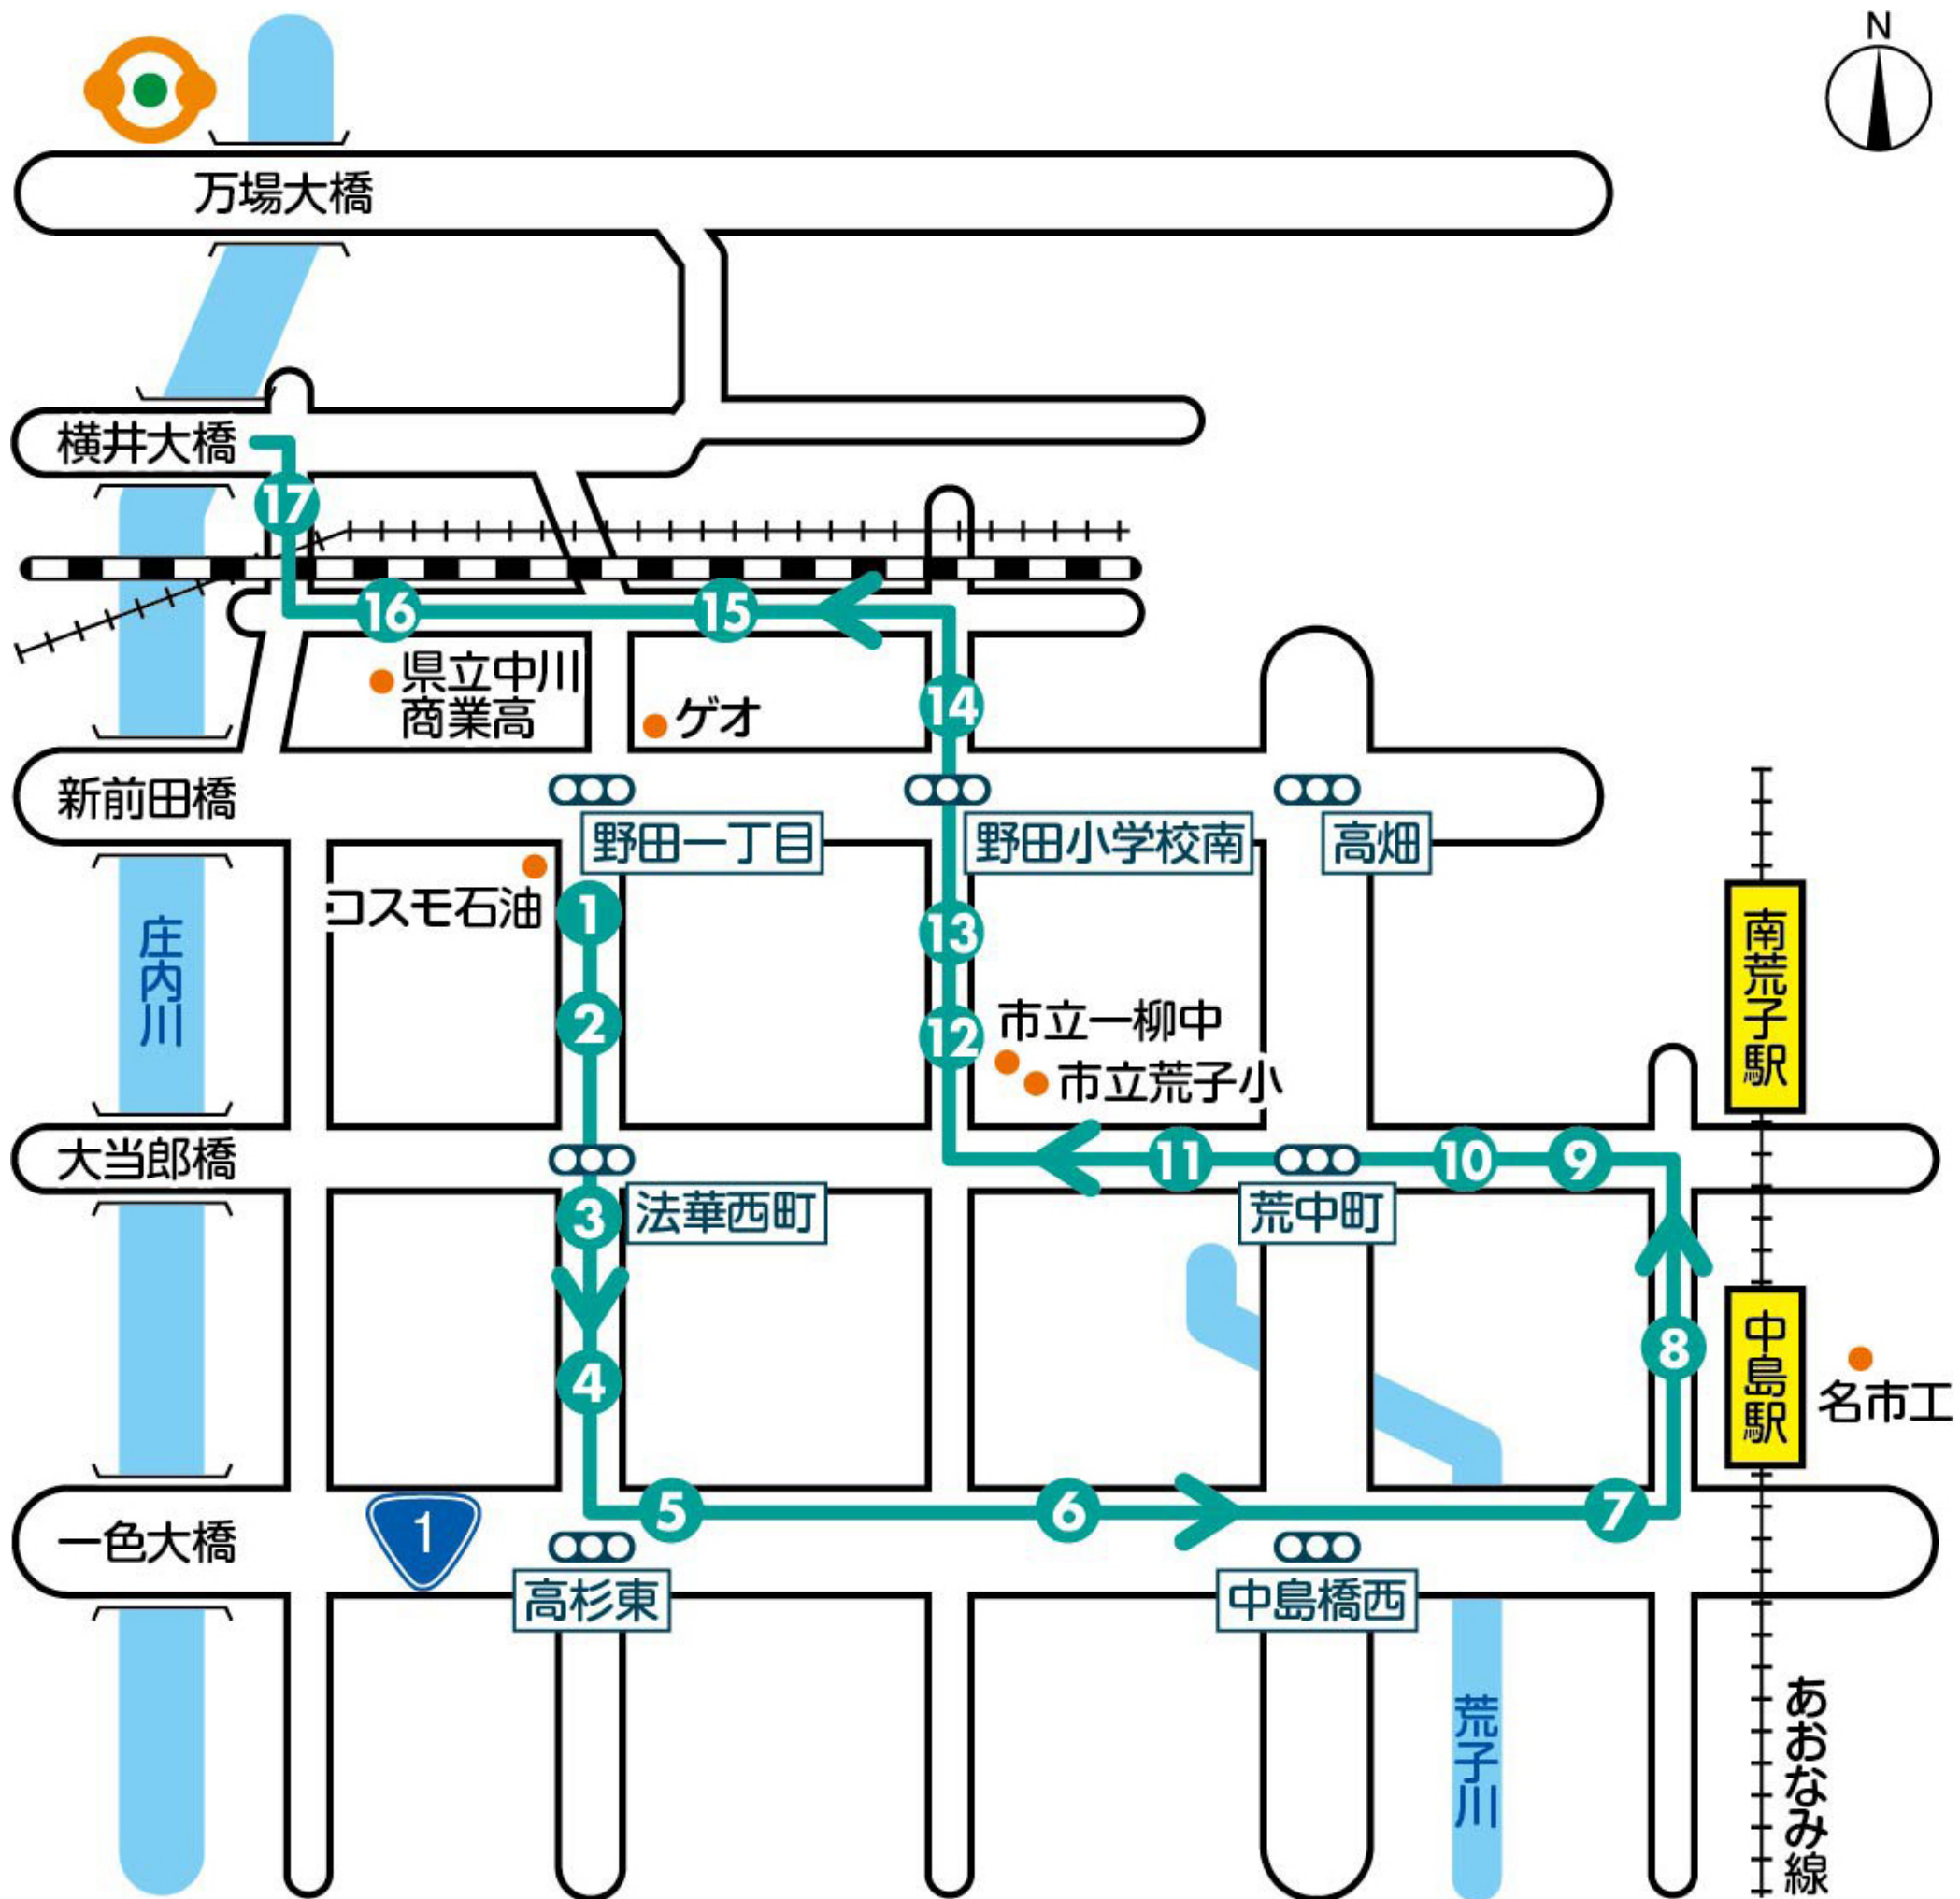 N
万場大橋
横井大橋
17
16
15
県立中川
商業高
ゲオ
14
新前田橋
野田一丁目
野田小学校南
高畑
コスモ石油
1
13
南荒子駅
庄内川
2
12
市立一柳中
市立荒子小
大当郎橋
11
10
9
3
法華西町
荒中町
4
8
中島駅
名市工
5
6
7
一色大橋
1
高杉東
中島橋西
荒子川
あおなみ線